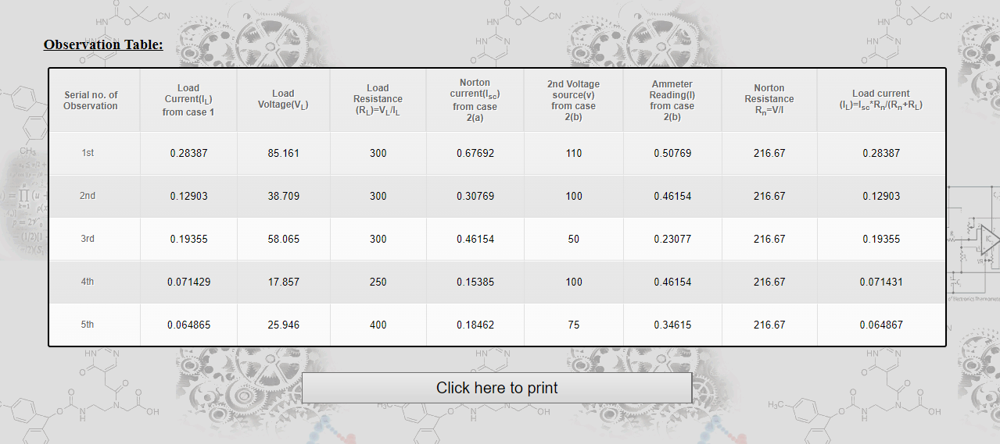 Observation Table:
Serial no. of Observation | Load Current(I_L) from case 1 | Load Voltage(V_L) | Load Resistance (R_L)=V_L/I_L | Norton current(I_sc) from case 2(a) | 2nd Voltage source(v) from case 2(b) | Ammeter Reading(I) from case 2(b) | Norton Resistance R_n=V/I | Load current (I_L)=I_sc*R_n/(R_n+R_L)
1st 0.28387 85.161 300 0.67692 110 0.50769 216.67 0.28387
2nd 0.12903 38.709 300 0.30769 100 0.46154 216.67 0.12903
3rd 0.19355 58.065 300 0.46154 50 0.23077 216.67 0.19355
4th 0.071429 17.857 250 0.15385 100 0.46154 216.67 0.071431
5th 0.064865 25.946 400 0.18462 75 0.34615 216.67 0.064867
Click here to print